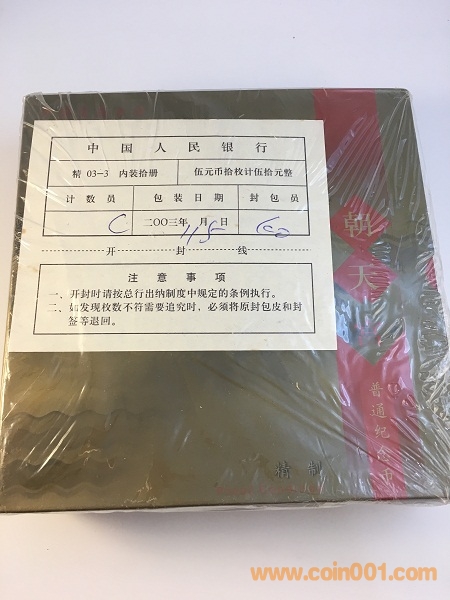 中国人民银行
精 03-3 内装拾册 伍元币拾枚计伍拾元整
计数员 包装日期 封包员
C 二〇〇三年 月 日
开 封 线
注意事项
一、开封时请按总行出纳制度中规定的条例执行。
二、如发现枚数不符需要追究时，必须将原封包皮和封
签等退回。
朝
天
普通纪念币
精制
www.coin001.com